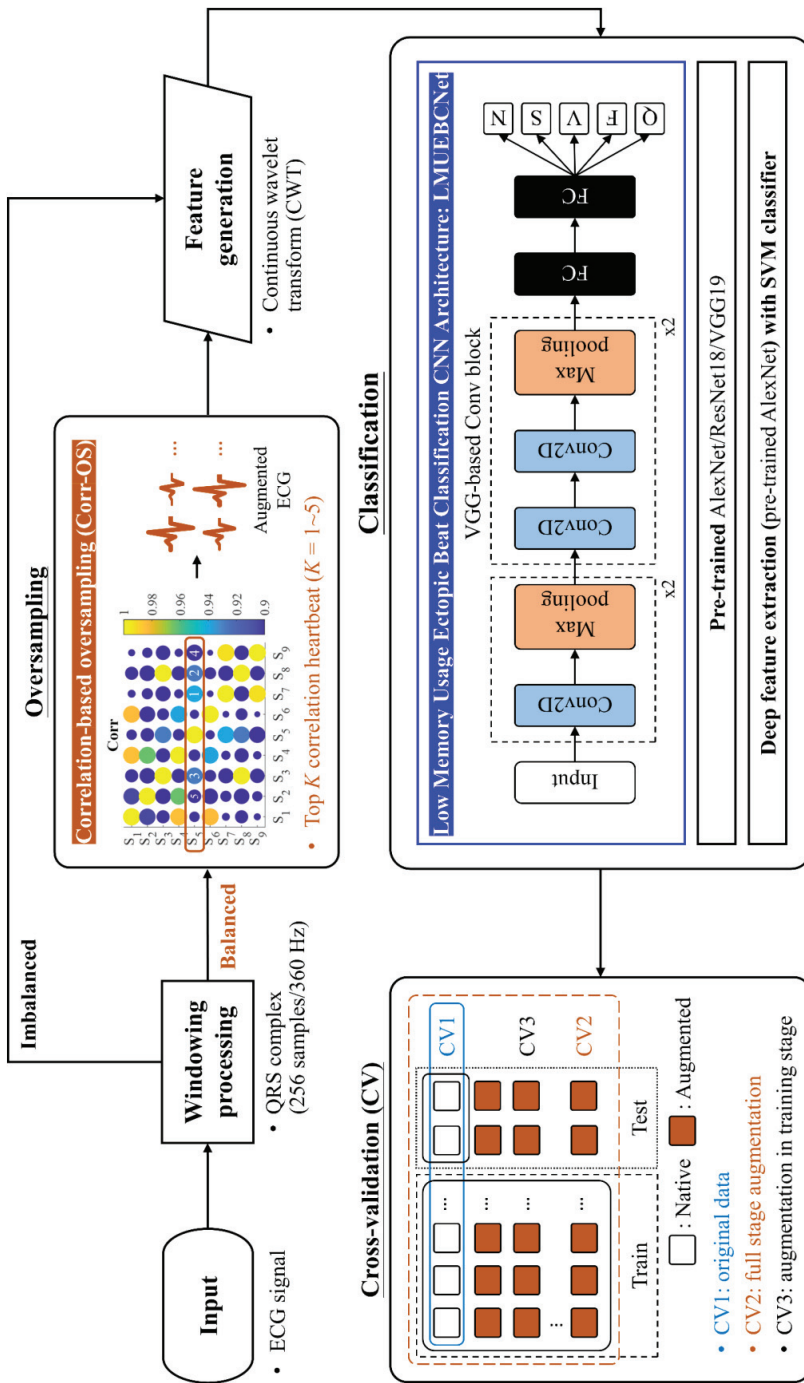 Input
• ECG signal
Windowing
processing
• QRS complex
(256 samples/360 Hz)
Imbalanced
Balanced
Oversampling
Correlation-based oversampling (Corr-OS)
Corr
S1
S2
S3
S4
S5
S6
S7
S8
S9
5 3 1 2 4
S1 S2 S3 S4 S5 S6 S7 S8 S9
1
0.98
0.96
0.94
0.92
0.9
... ...
Augmented
ECG
• Top K correlation heartbeat (K = 1~5)
Feature
generation
• Continuous wavelet
transform (CWT)
Cross-validation (CV)
CV1
CV3
CV2
...
...
...
...
...
Train
Test
: Native
: Augmented
• CV1: original data
• CV2: full stage augmentation
• CV3: augmentation in training stage
Classification
Low Memory Usage Ectopic Beat Classification CNN Architecture: LMUEBCNet
VGG-based Conv block
Input
Conv2D
Max
pooling
x2
Conv2D
Conv2D
Max
pooling
x2
FC
FC
N
S
V
F
Q
Pre-trained AlexNet/ResNet18/VGG19
Deep feature extraction (pre-trained AlexNet) with SVM classifier